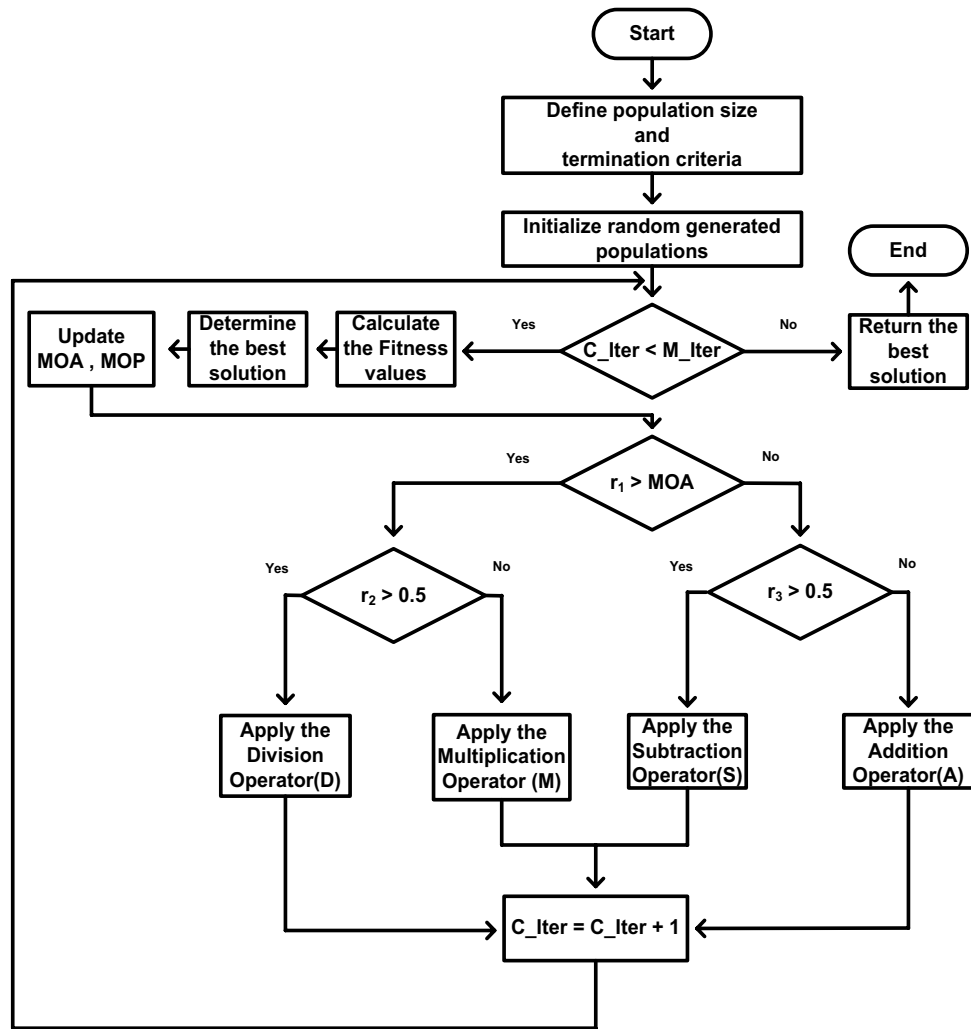 Start
Define population size
and
termination criteria
Initialize random generated
populations
End
Update
MOA , MOP
Determine
the best
solution
Calculate
the Fitness
values
Yes
C_Iter < M_Iter
No
Return the
best
solution
Yes
r₁ > MOA
No
Yes
r₂ > 0.5
No
Yes
r₃ > 0.5
No
Apply the
Division
Operator(D)
Apply the
Multiplication
Operator (M)
Apply the
Subtraction
Operator(S)
Apply the
Addition
Operator(A)
C_Iter = C_Iter + 1